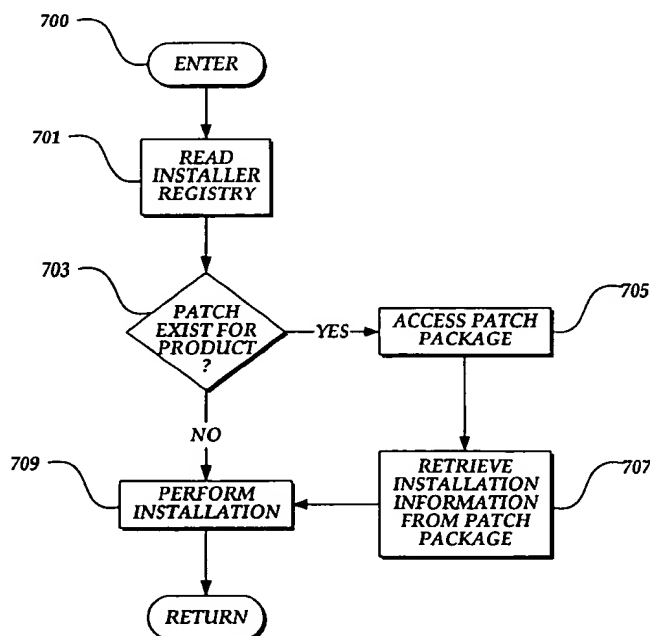 700
ENTER
701
READ
INSTALLER
REGISTRY
703
PATCH
EXIST FOR
PRODUCT
?
YES
ACCESS PATCH
PACKAGE
705
NO
709
PERFORM
INSTALLATION
RETRIEVE
INSTALLATION
INFORMATION
FROM PATCH
PACKAGE
707
RETURN